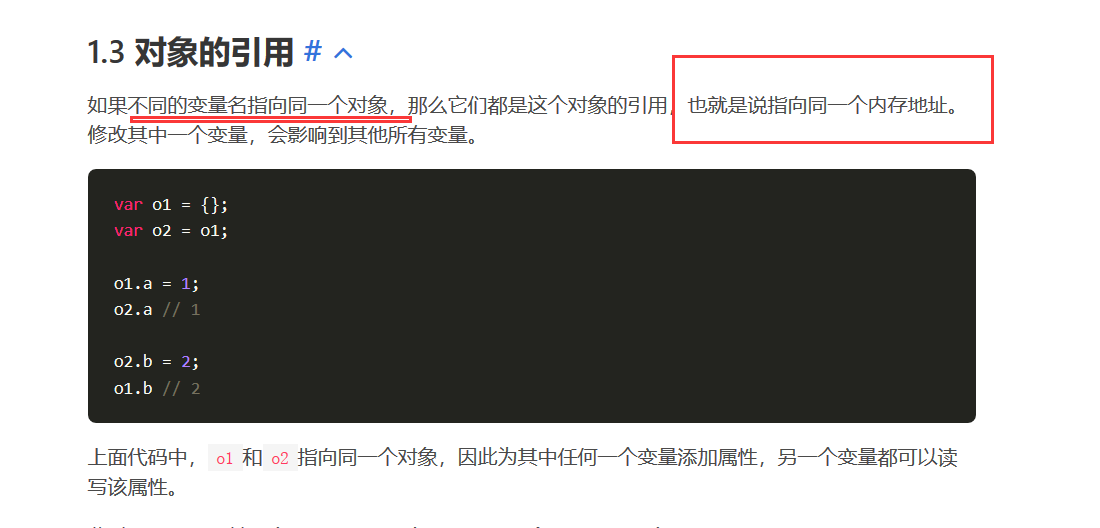 1.3 对象的引用 #
如果不同的变量名指向同一个对象，那么它们都是这个对象的引用，也就是说指向同一个内存地址。
修改其中一个变量，会影响到其他所有变量。
var o1 = {};
var o2 = o1;
o1.a = 1;
o2.a // 1
o2.b = 2;
o1.b // 2
上面代码中，o1和o2指向同一个对象，因此为其中任何一个变量添加属性，另一个变量都可以读
写该属性。